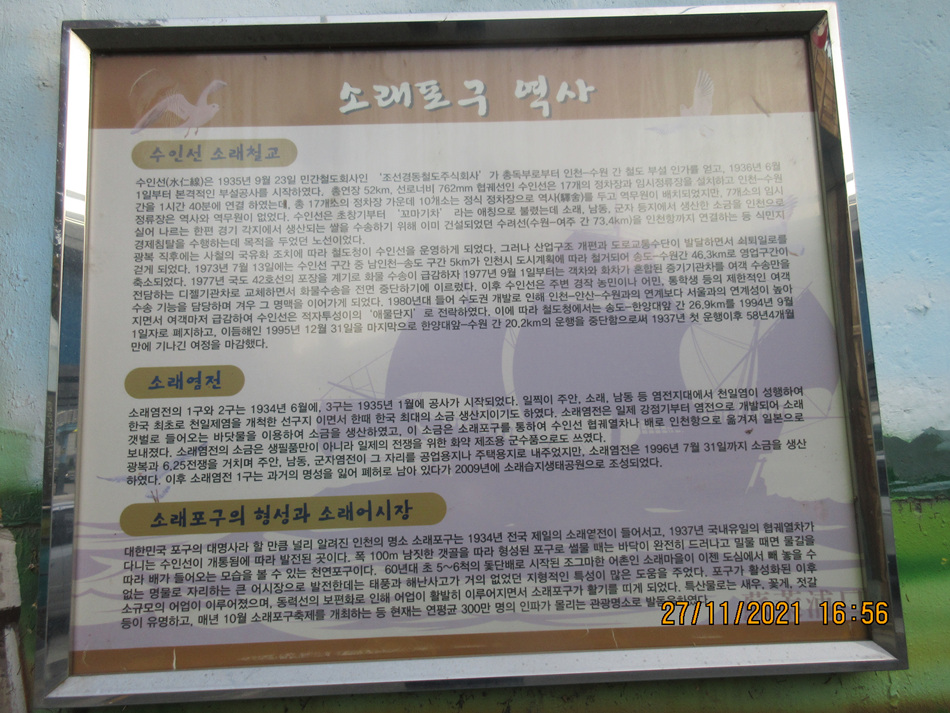 소래포구 역사
수인선 소래철교
수인선(水仁線)은 1935년 9월 23일 민간철도회사인 '조선경동철도주식회사' 가 총독부로부터 인천-수원 간 철도 부설 인가를 얻고, 1936년 6월
1일부터 본격적인 부설공사를 시작하였다. 총연장 52km, 선로너비 762mm 협궤선인 수인선은 17개의 정차장과 임시정류장을 설치하고 인천-수원
간을 1시간 40분에 연결 하였는데, 총 17개소의 정차장 가운데 10개소는 정식 정차장으로 역사(驛舍)를 두고 역무원이 배치되었지만, 7개소의 임시
정류장은 역사와 역무원이 없었다. 수인선은 초창기부터 '꼬마기차' 라는 애칭으로 불렸는데 소래, 남동, 군자 등지에서 생산한 소금을 인천으로
실어 나르는 한편 경기 각지에서 생산되는 쌀을 수송하기 위해 이미 건설되었던 수려선(수원-여주 간 73.4km)을 인천항까지 연결하는 등 식민지
경제침탈을 수행하는데 목적을 두었던 노선이었다.
광복 직후에는 사철의 국유화 조치에 따라 철도청이 수인선을 운영하게 되었다. 그러나 산업구조 개편과 도로교통수단이 발달하면서 쇠퇴일로를
걷게 되었다. 1973년 7월 13일에는 수인선 구간 중 남인천-송도 구간 5km가 인천시 도시계획에 따라 철거되어 송도-수원간 46.3km로 영업구간이
축소되었다. 1977년 국도 42호선의 포장을 계기로 화물 수송이 급감하자 1977년 9월 1일부터는 객차와 화차가 혼합된 증기기관차를 여객 수송만을
전담하는 디젤기관차로 교체하면서 화물수송을 전면 중단하기에 이르렀다. 이후 수인선은 주변 경작 농민이나 어민, 통학생 등의 제한적인 여객
수송 기능을 담당하며 겨우 그 명맥을 이어가게 되었다. 1980년대 들어 수도권 개발로 인해 인천-안산-수원과의 연계보다 서울과의 연계성이 높아
지면서 여객마저 급감하여 수인선은 적자투성이의 '애물단지' 로 전락하였다. 이에 따라 철도청에서는 송도-한양대앞 간 26.9km를 1994년 9월
1일자로 폐지하고, 이듬해인 1995년 12월 31일을 마지막으로 한양대앞-수원 간 20.2km의 운행을 중단함으로써 1937년 첫 운행이후 58년4개월
만에 기나긴 여정을 마감했다.
소래염전
소래염전의 1구와 2구는 1934년 6월에, 3구는 1935년 1월에 공사가 시작되었다. 일찍이 주안, 소래, 남동 등 염전지대에서 천일염이 성행하여
한국 최초로 천일제염을 개척한 선구지 이면서 한때 한국 최대의 소금 생산지이기도 하였다. 소래염전은 일제 강점기부터 염전으로 개발되어 소래
갯벌로 들어오는 바닷물을 이용하여 소금을 생산하였고, 이 소금은 소래포구를 통하여 수인선 협궤열차나 배로 인천항으로 옮겨져 일본으로
보내졌다. 소래염전의 소금은 생필품만이 아니라 일제의 전쟁을 위한 화약 제조용 군수품으로도 쓰였다.
광복과 6.25전쟁을 거치며 주안, 남동, 군자염전이 그 자리를 공업용지나 주택용지로 내주었지만, 소래염전은 1996년 7월 31일까지 소금을 생산
하였다. 이후 소래염전 1구는 과거의 명성을 잃어 폐허로 남아 있다가 2009년에 소래습지생태공원으로 조성되었다.
소래포구의 형성과 소래어시장
대한민국 포구의 대명사라 할 만큼 널리 알려진 인천의 명소 소래포구는 1934년 전국 제일의 소래염전이 들어서고, 1937년 국내유일의 협궤열차가
다니는 수인선이 개통됨에 따라 발전된 곳이다. 폭 100m 남짓한 갯골을 따라 형성된 포구로 썰물 때는 바닥이 완전히 드러나고 밀물 때면 물길을
따라 배가 들어오는 모습을 볼 수 있는 천연포구이다. 60년대 초 5~6척의 돛단배로 시작된 조그만한 어촌인 소래마을이 이젠 도심에서 빼 놓을 수
없는 명물로 자리하는 큰 어시장으로 발전한데는 태풍과 해난사고가 거의 없었던 지형적인 특성이 많은 도움을 주었다. 포구가 활성화된 이후
소규모의 어업이 이루어졌으며, 동력선의 보편화로 인해 어업이 활발히 이루어지면서 소래포구가 활기를 띠게 되었다. 특산물로는 새우, 꽃게, 젓갈
등이 유명하고, 매년 10월 소래포구축제를 개최하는 등 현재는 연평균 300만 명의 인파가 몰리는 관광명소로
27/11/2021 16:56